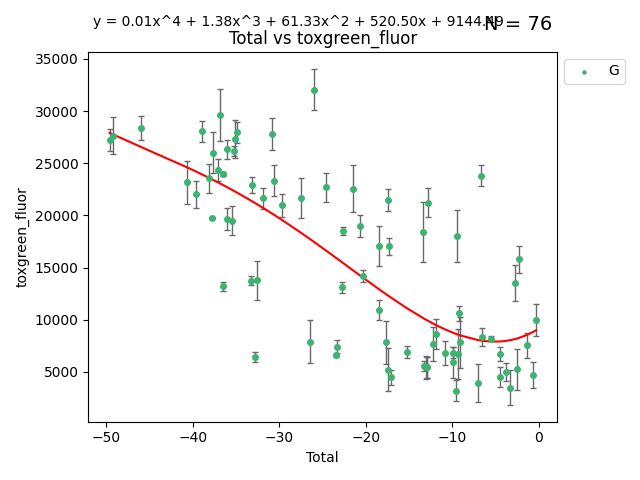 y = 0.01x^4 + 1.38x^3 + 61.33x^2 + 520.50x + 9144.49
N = 76
Total vs toxgreen_fluor
G
toxgreen_fluor
35000
30000
25000
20000
15000
10000
5000
-50 -40 -30 -20 -10 0
Total